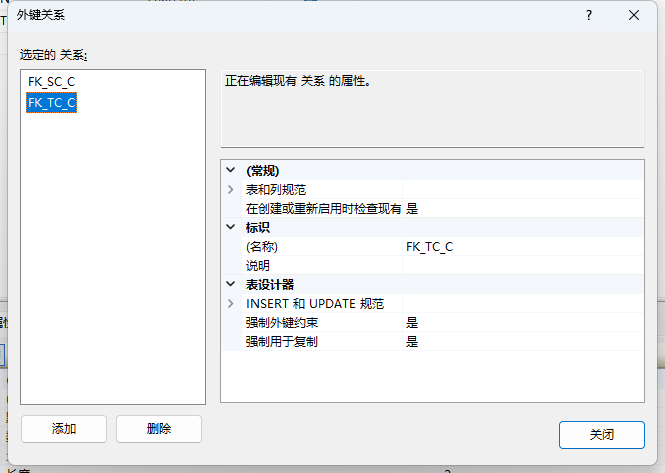 外键关系
选定的 关系:
FK_SC_C
FK_TC_C
正在编辑现有 关系 的属性。
(常规)
表和列规范
在创建或重新启用时检查现有 是
标识
(名称) FK_TC_C
说明
表设计器
INSERT 和 UPDATE 规范
强制外键约束 是
强制用于复制 是
添加
删除
关闭